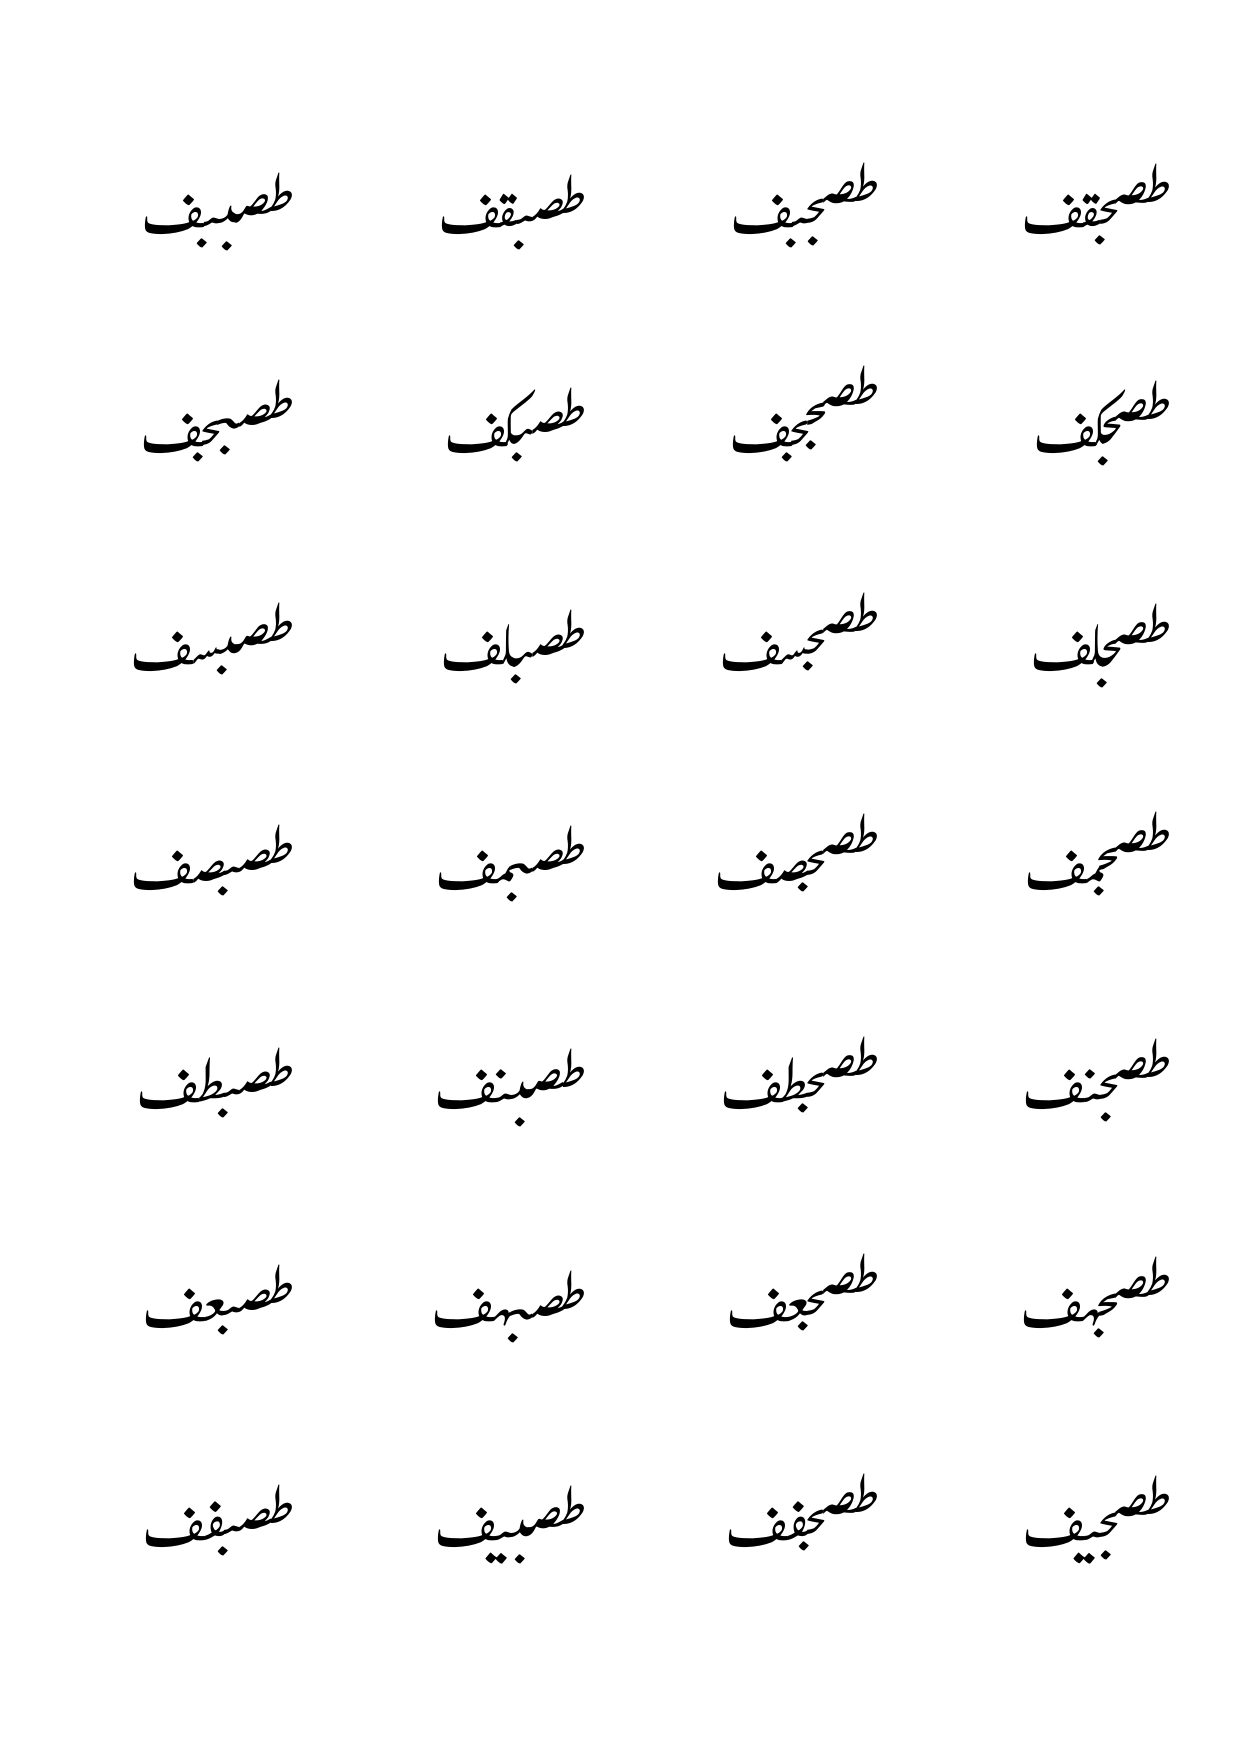 طصجقف طصجبف طصبقف طصببف
طصجكف طصججف طصبكف طصبجف
طصجلف طصجسف طصبلف طصبسف
طصجمف طصجصف طصبمف طصبصف
طصجنف طصجطف طصبنف طصبطف
طصجهف طصجعف طصبهف طصبعف
طصجيف طصجفف طصبيف طصبفف